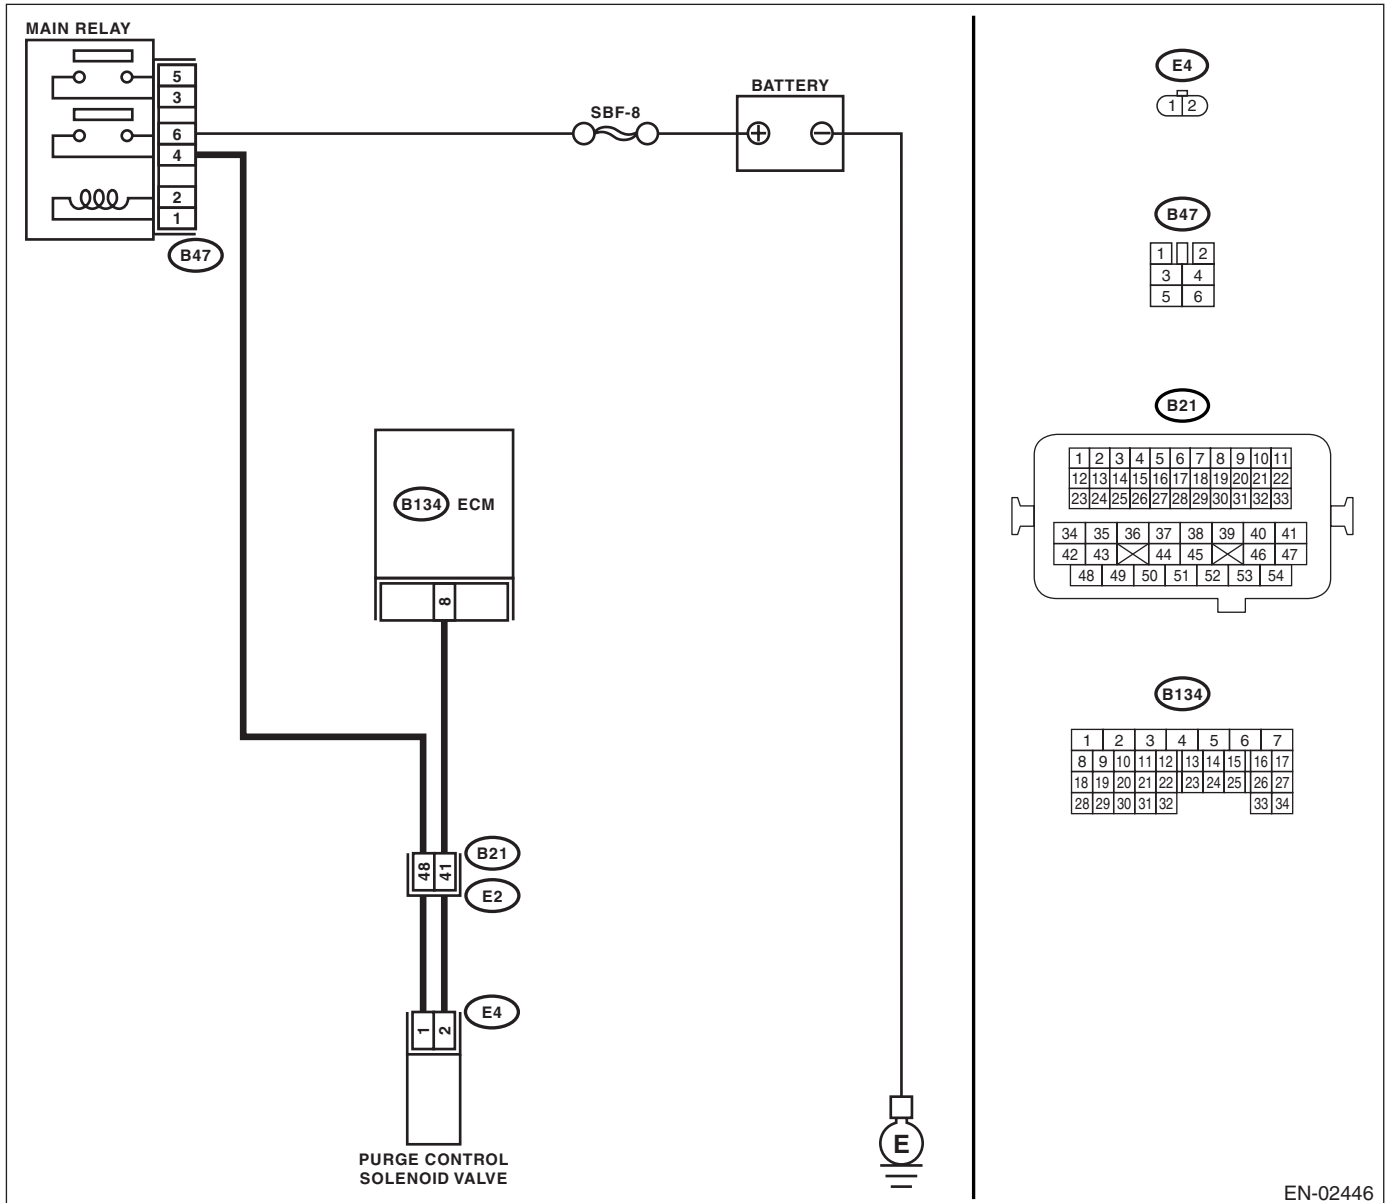 MAIN RELAY
5
3
6
4
2
1
B47
SBF-8
BATTERY
B134 ECM
8
48 41
B21
E2
1 2
E4
PURGE CONTROL
SOLENOID VALVE
E
E4
1 2
B47
1 2
3 4
5 6
B21
1 2 3 4 5 6 7 8 9 10 11
12 13 14 15 16 17 18 19 20 21 22
23 24 25 26 27 28 29 30 31 32 33
34 35 36 37 38 39 40 41
42 43 44 45 46 47
48 49 50 51 52 53 54
B134
1 2 3 4 5 6 7
8 9 10 11 12 13 14 15 16 17
18 19 20 21 22 23 24 25 26 27
28 29 30 31 32 33 34
EN-02446